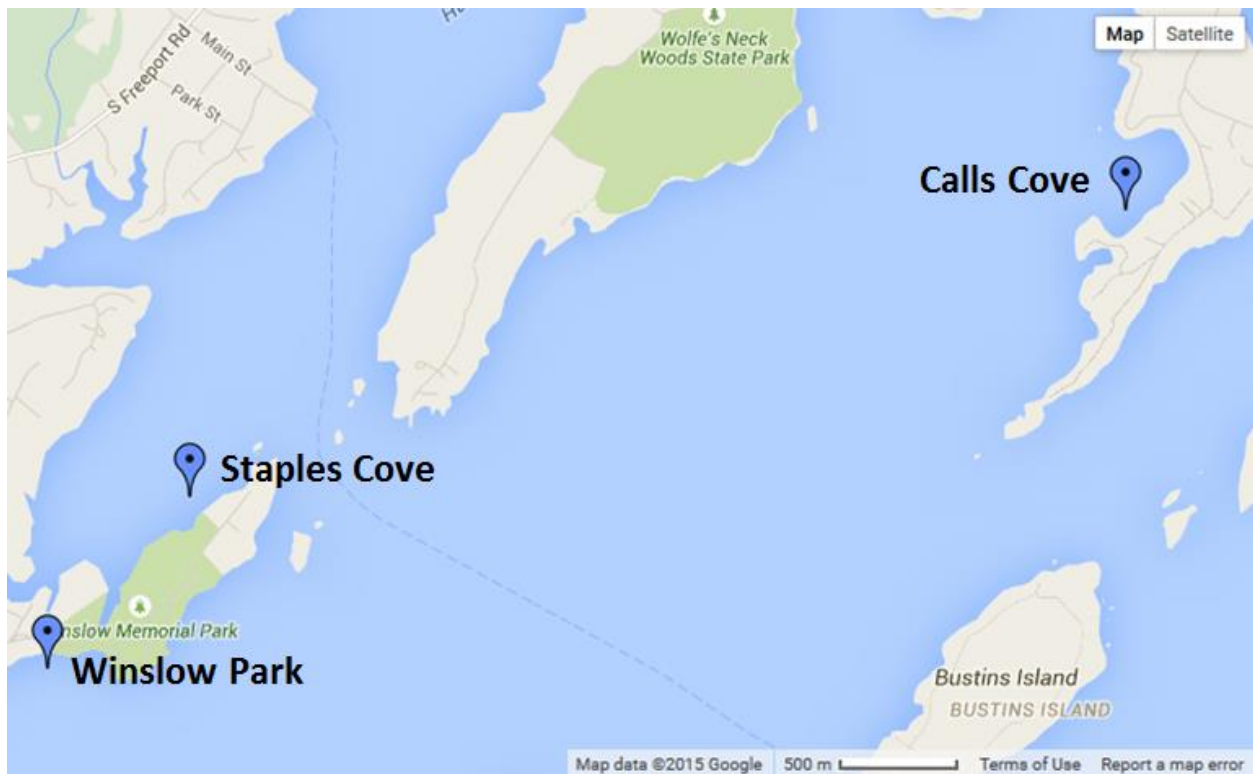 Wolfe's Neck
Woods State Park
Map Satellite
S Freeport Rd
Main St
Park St
Calls Cove
Staples Cove
nslow Memorial Park
Winslow Park
Bustins Island
BUSTINS ISLAND
Map data ©2015 Google 500 m Terms of Use Report a map error